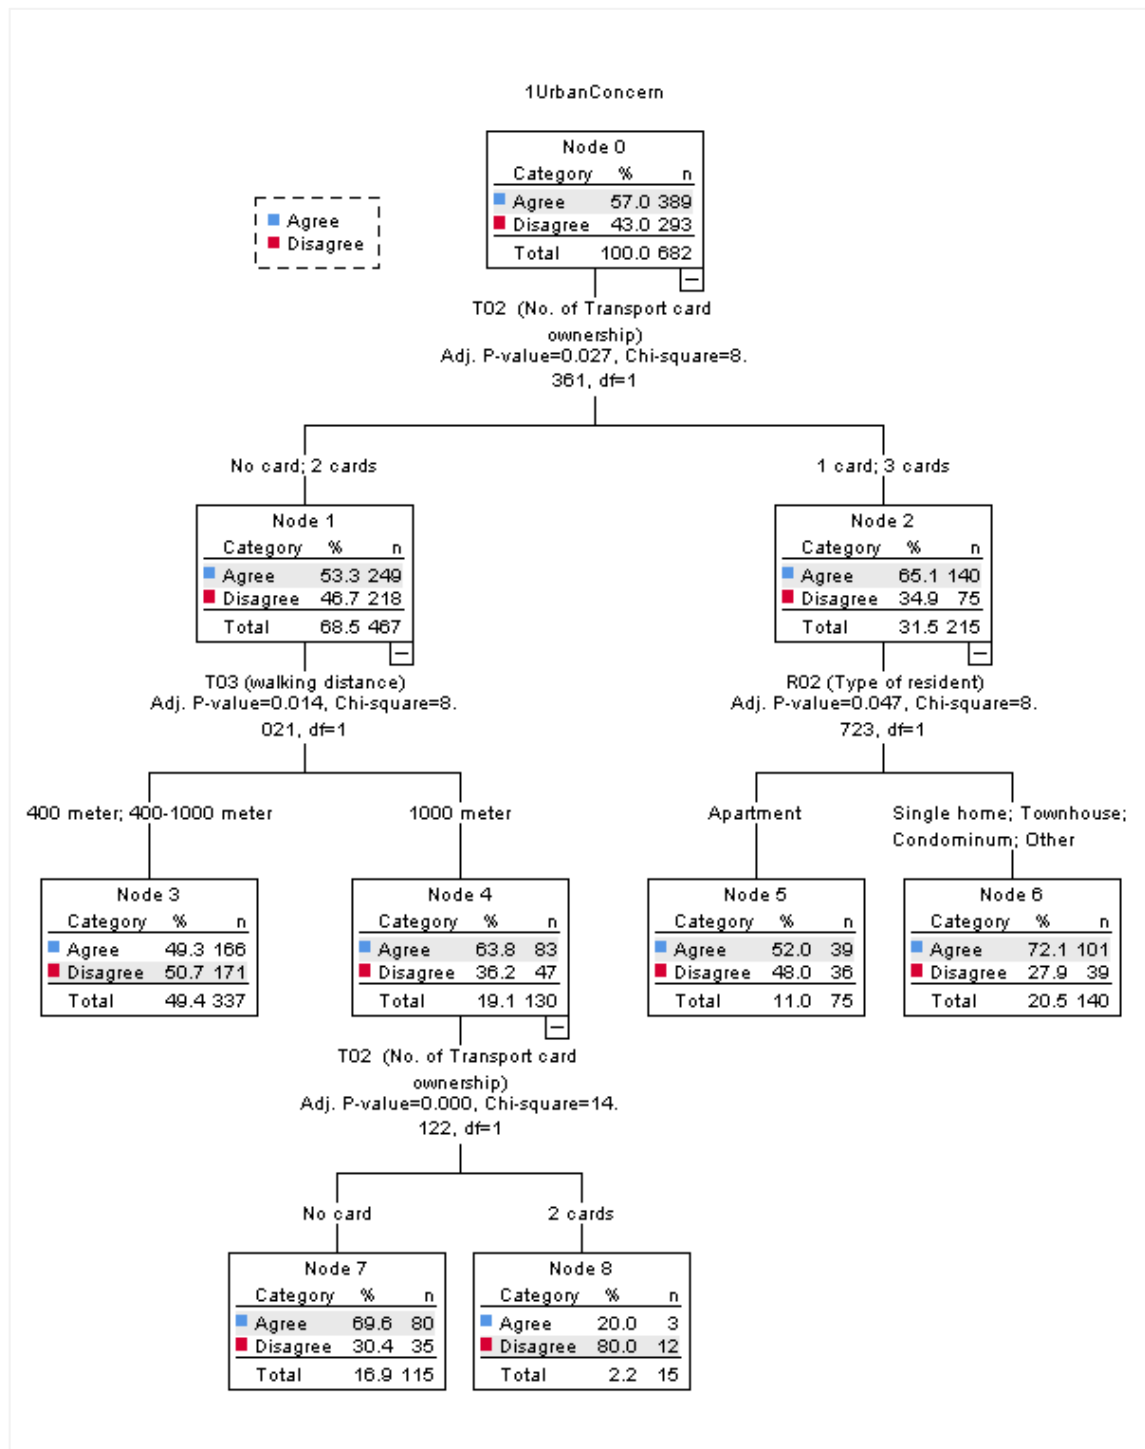 1UrbanConcern
Agree
Disagree
Node 0
Category % n
Agree 57.0 389
Disagree 43.0 293
Total 100.0 682
T02 (No. of Transport card
ownership)
Adj. P-value=0.027, Chi-square=8.
361, df=1
No card; 2 cards
1 card; 3 cards
Node 1
Category % n
Agree 53.3 249
Disagree 46.7 218
Total 68.5 467
Node 2
Category % n
Agree 65.1 140
Disagree 34.9 75
Total 31.5 215
T03 (walking distance)
Adj. P-value=0.014, Chi-square=8.
021, df=1
R02 (Type of resident)
Adj. P-value=0.047, Chi-square=8.
723, df=1
400 meter; 400-1000 meter
1000 meter
Apartment
Single home; Townhouse;
Condominum; Other
Node 3
Category % n
Agree 49.3 166
Disagree 50.7 171
Total 49.4 337
Node 4
Category % n
Agree 63.8 83
Disagree 36.2 47
Total 19.1 130
Node 5
Category % n
Agree 52.0 39
Disagree 48.0 36
Total 11.0 75
Node 6
Category % n
Agree 72.1 101
Disagree 27.9 39
Total 20.5 140
T02 (No. of Transport card
ownership)
Adj. P-value=0.000, Chi-square=14.
122, df=1
No card
2 cards
Node 7
Category % n
Agree 69.6 80
Disagree 30.4 35
Total 16.9 115
Node 8
Category % n
Agree 20.0 3
Disagree 80.0 12
Total 2.2 15